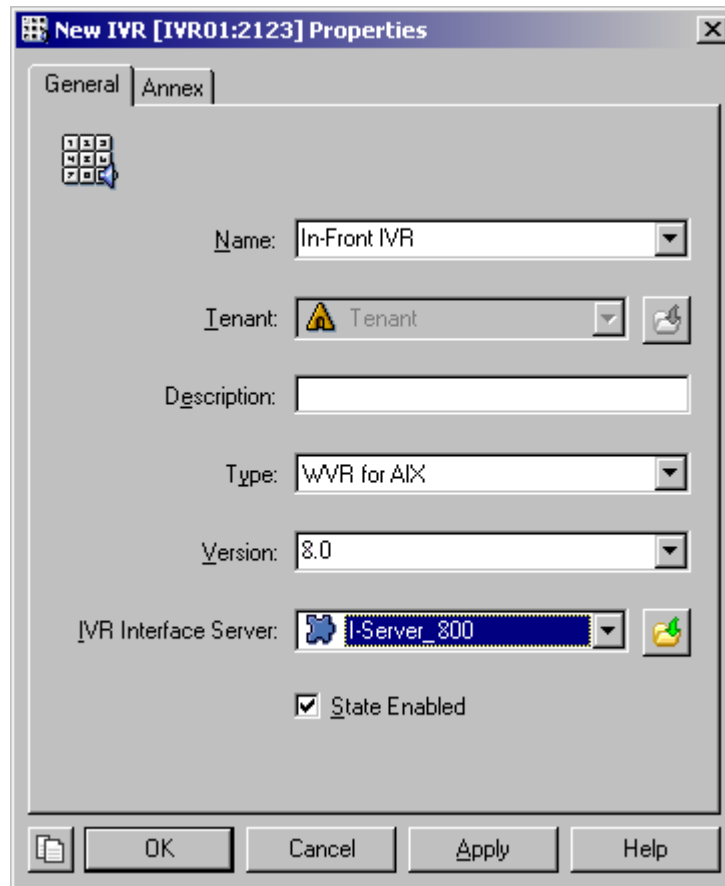 New IVR [IVR01:2123] Properties
General Annex
Name: In-Front IVR
Tenant: Tenant
Description:
Type: WVR for AIX
Version: 8.0
IVR Interface Server: I-Server_800
State Enabled
OK Cancel Apply Help